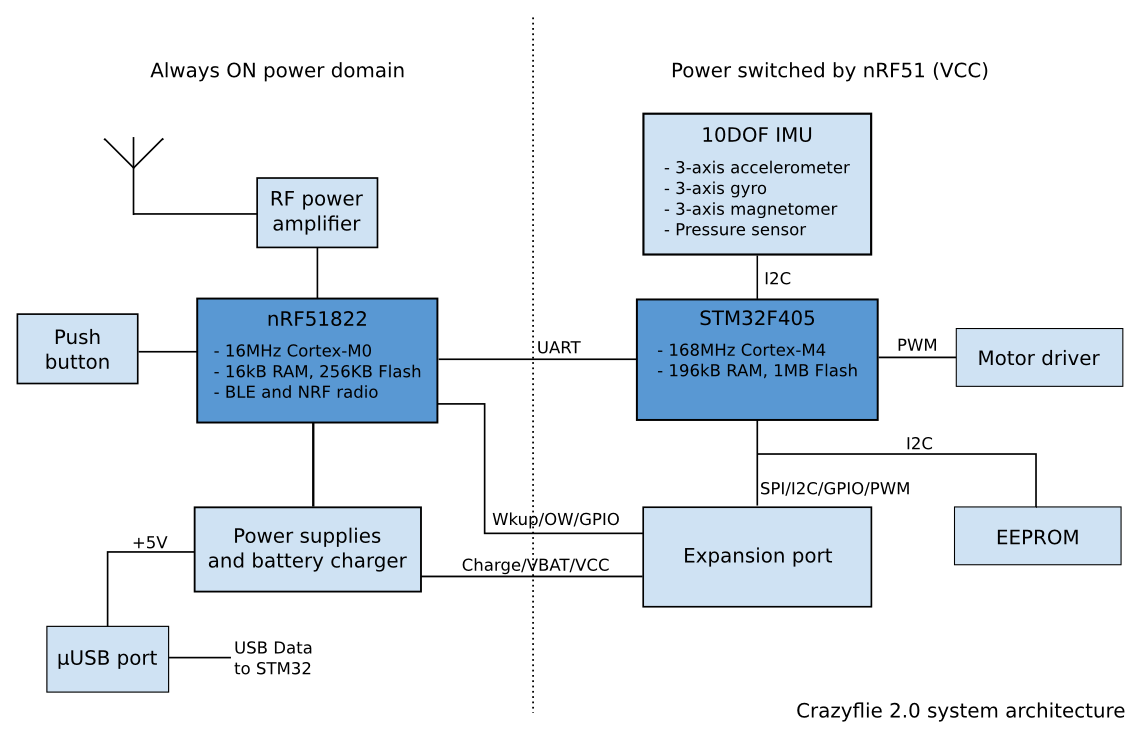 Always ON power domain
Power switched by nRF51 (VCC)
10DOF IMU
- 3-axis accelerometer
- 3-axis gyro
- 3-axis magnetomer
- Pressure sensor
RF power
amplifier
I2C
nRF51822
- 16MHz Cortex-M0
- 16kB RAM, 256KB Flash
- BLE and NRF radio
Push
button
UART
STM32F405
- 168MHz Cortex-M4
- 196kB RAM, 1MB Flash
PWM
Motor driver
I2C
SPI/I2C/GPIO/PWM
Wkup/OW/GPIO
Power supplies
and battery charger
+5V
Charge/VBAT/VCC
Expansion port
EEPROM
µUSB port
USB Data
to STM32
Crazyflie 2.0 system architecture